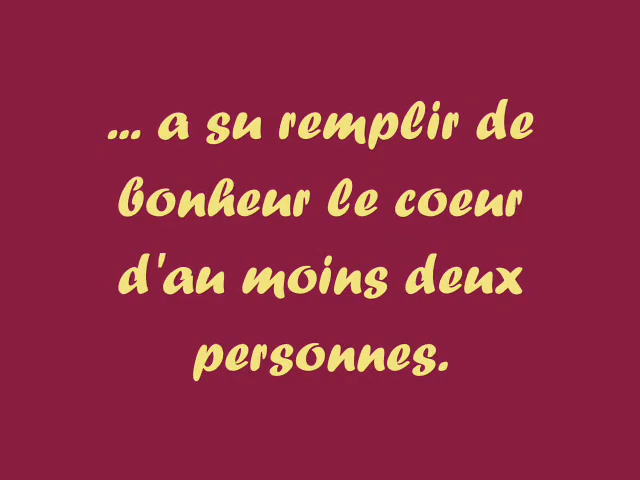 ... a su remplir de
bonheur le coeur
d'au moins deux
personnes.